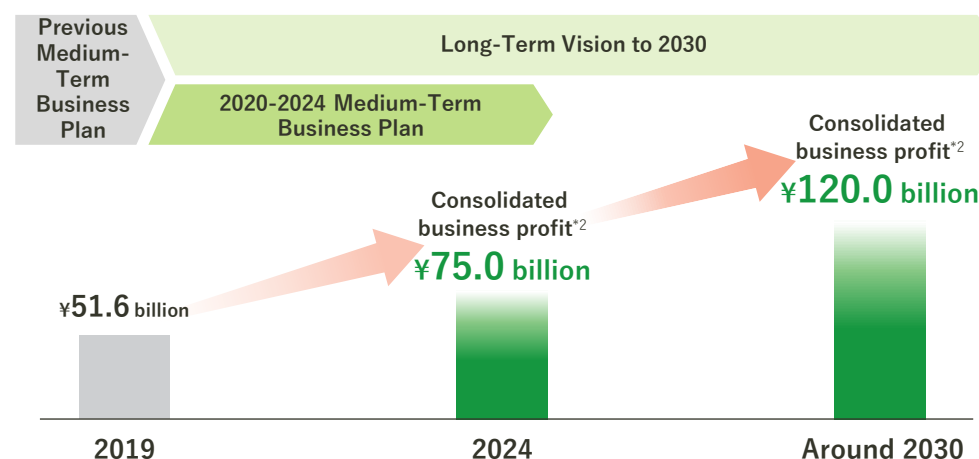 Previous
Medium-
Term
Business
Plan
Long-Term Vision to 2030
2020-2024 Medium-Term
Business Plan
Consolidated
business profit*2
¥120.0 billion
Consolidated
business profit*2
¥75.0 billion
¥51.6 billion
2019
2024
Around 2030